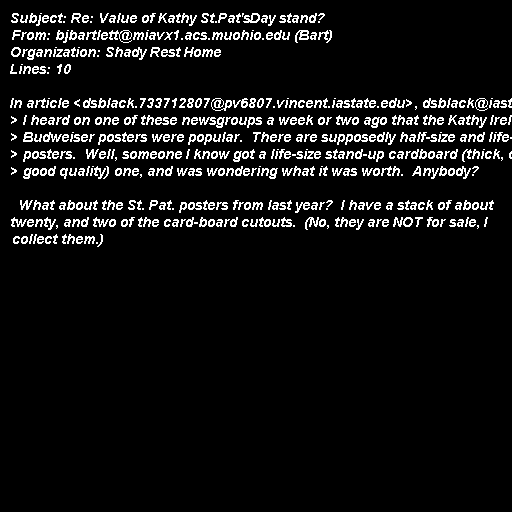 Subject: Re: Value of Kathy St.Pat'sDay stand?
From: bjbartlett@miavx1.acs.muohio.edu (Bart)
Organization: Shady Rest Home
Lines: 10

In article <dsblack.733712807@pv6807.vincent.iastate.edu>, dsblack@iast
> I heard on one of these newsgroups a week or two ago that the Kathy Irel
> Budweiser posters were popular.  There are supposedly half-size and life-
> posters.  Well, someone I know got a life-size stand-up cardboard (thick,
> good quality) one, and was wondering what it was worth.  Anybody?

  What about the St. Pat. posters from last year?  I have a stack of about
twenty, and two of the card-board cutouts.  (No, they are NOT for sale, I
collect them.)